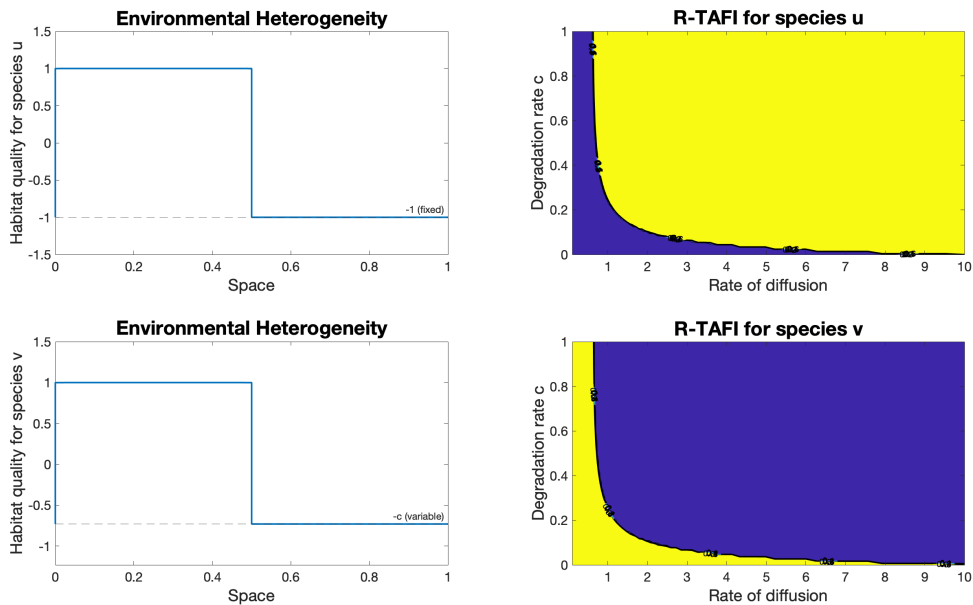 Environmental Heterogeneity
Habitat quality for species u
1.5
1
0.5
0
-0.5
-1
-1.5
-1 (fixed)
0 0.2 0.4 0.6 0.8 1
Space
R-TAFI for species u
Degradation rate c
1
0.8
0.6
0.4
0.2
0
1 2 3 4 5 6 7 8 9 10
Rate of diffusion
Environmental Heterogeneity
Habitat quality for species v
1.5
1
0.5
0
-0.5
-1
-c (variable)
0 0.2 0.4 0.6 0.8 1
Space
R-TAFI for species v
Degradation rate c
1
0.8
0.6
0.4
0.2
0
1 2 3 4 5 6 7 8 9 10
Rate of diffusion